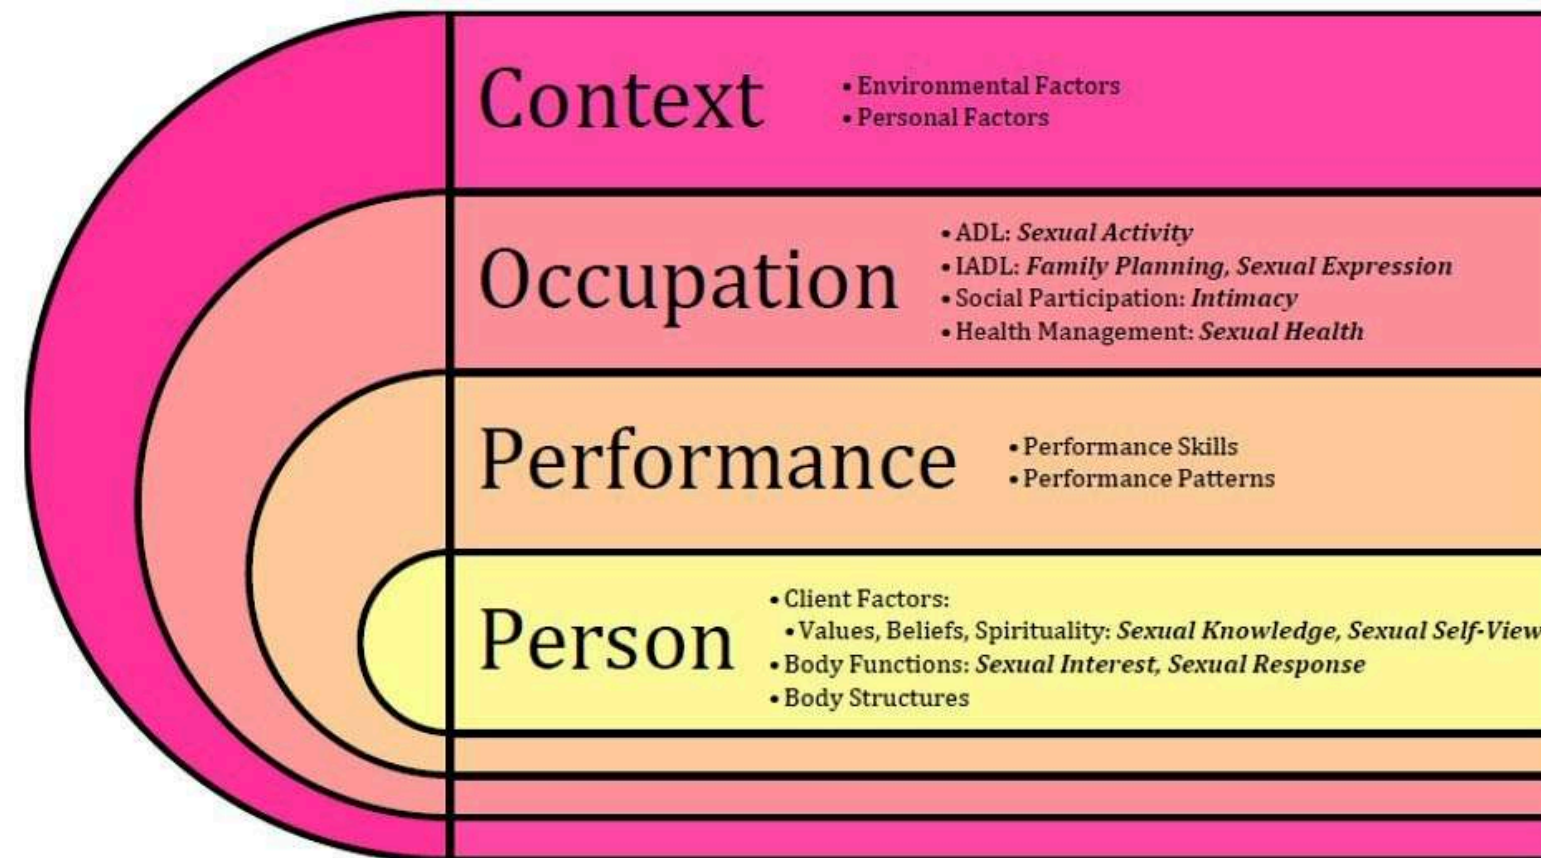 Context
• Environmental Factors
• Personal Factors
Occupation
• ADL: Sexual Activity
• IADL: Family Planning, Sexual Expression
• Social Participation: Intimacy
• Health Management: Sexual Health
Performance
• Performance Skills
• Performance Patterns
Person
• Client Factors:
• Values, Beliefs, Spirituality: Sexual Knowledge, Sexual Self-View
• Body Functions: Sexual Interest, Sexual Response
• Body Structures